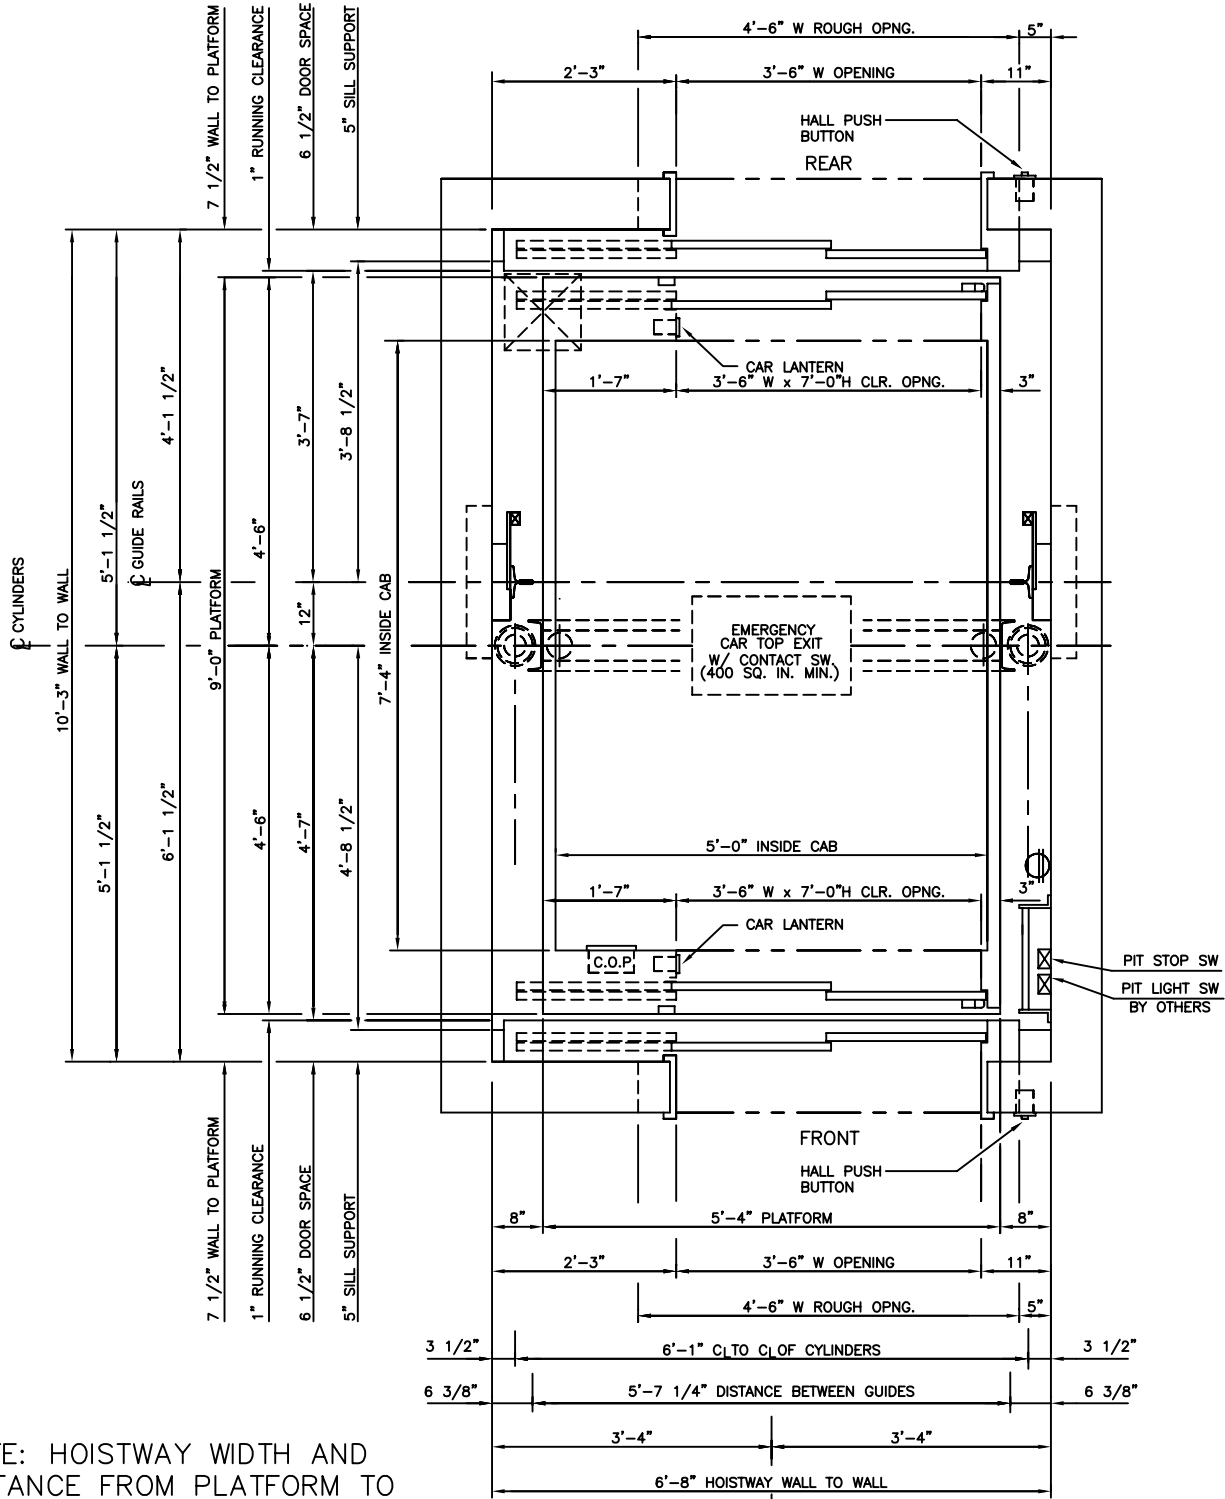 4'-6" W ROUGH OPNG.
5"
2'-3"
3'-6" W OPENING
11"
7 1/2" WALL TO PLATFORM
1" RUNNING CLEARANCE
6 1/2" DOOR SPACE
5" SILL SUPPORT
HALL PUSH
BUTTON
REAR
CAR LANTERN
1'-7"
3'-6" W x 7'-0"H CLR. OPNG.
3"
4'-1 1/2"
3'-7"
3'-8 1/2"
5'-1 1/2"
℄ GUIDE RAILS
4'-6"
℄ CYLINDERS
10'-3" WALL TO WALL
9'-0" PLATFORM
12"
7'-4" INSIDE CAB
EMERGENCY
CAR TOP EXIT
W/ CONTACT SW.
(400 SQ. IN. MIN.)
5'-1 1/2"
6'-1 1/2"
4'-6"
4'-7"
4'-8 1/2"
5'-0" INSIDE CAB
1'-7"
3'-6" W x 7'-0"H CLR. OPNG.
3"
CAR LANTERN
C.O.P
PIT STOP SW
PIT LIGHT SW
BY OTHERS
7 1/2" WALL TO PLATFORM
1" RUNNING CLEARANCE
6 1/2" DOOR SPACE
5" SILL SUPPORT
FRONT
HALL PUSH
BUTTON
8"
5'-4" PLATFORM
8"
2'-3"
3'-6" W OPENING
11"
4'-6" W ROUGH OPNG.
5"
3 1/2"
6'-1" CL TO CL OF CYLINDERS
3 1/2"
6 3/8"
5'-7 1/4" DISTANCE BETWEEN GUIDES
6 3/8"
3'-4"
3'-4"
6'-8" HOISTWAY WALL TO WALL
TE: HOISTWAY WIDTH AND
TANCE FROM PLATFORM TO